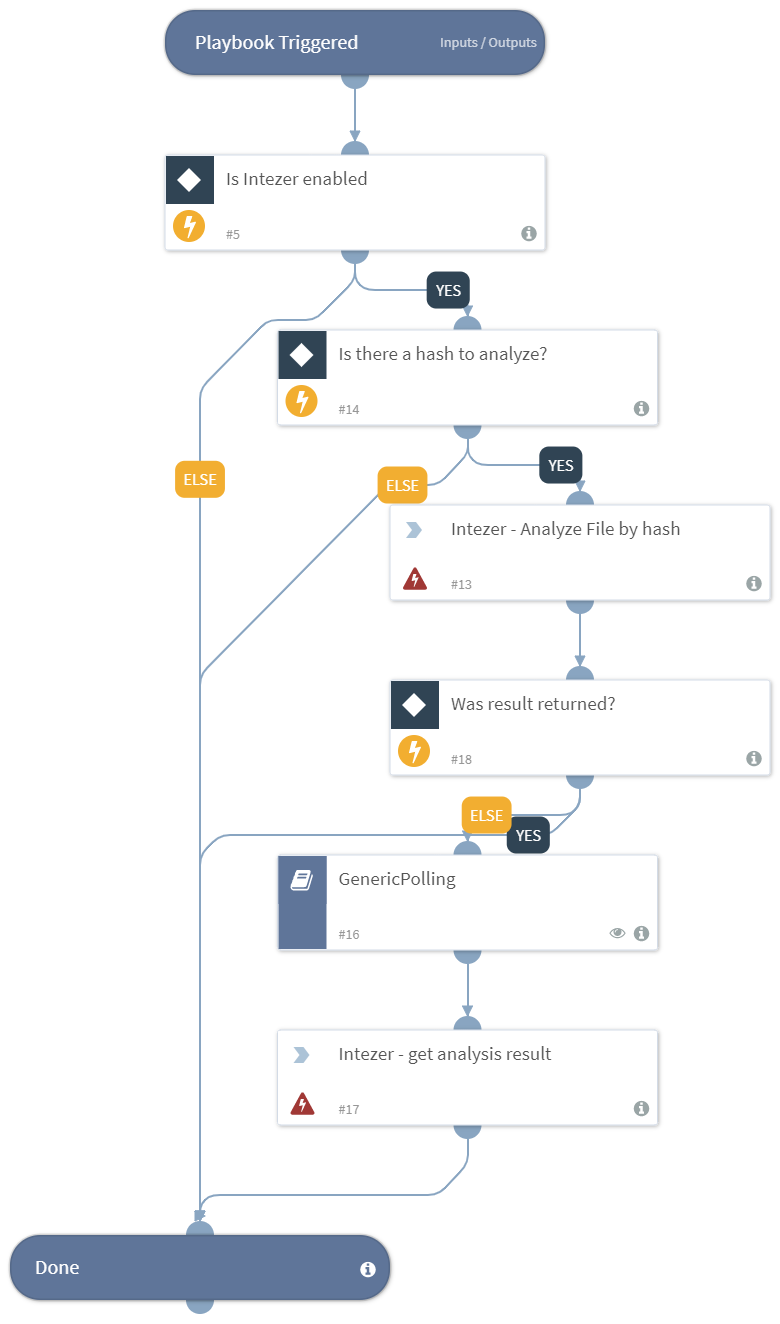 Playbook Triggered
Inputs / Outputs
Is Intezer enabled
#5
YES
Is there a hash to analyze?
#14
ELSE
ELSE
YES
Intezer - Analyze File by hash
#13
Was result returned?
#18
ELSE
YES
GenericPolling
#16
Intezer - get analysis result
#17
Done